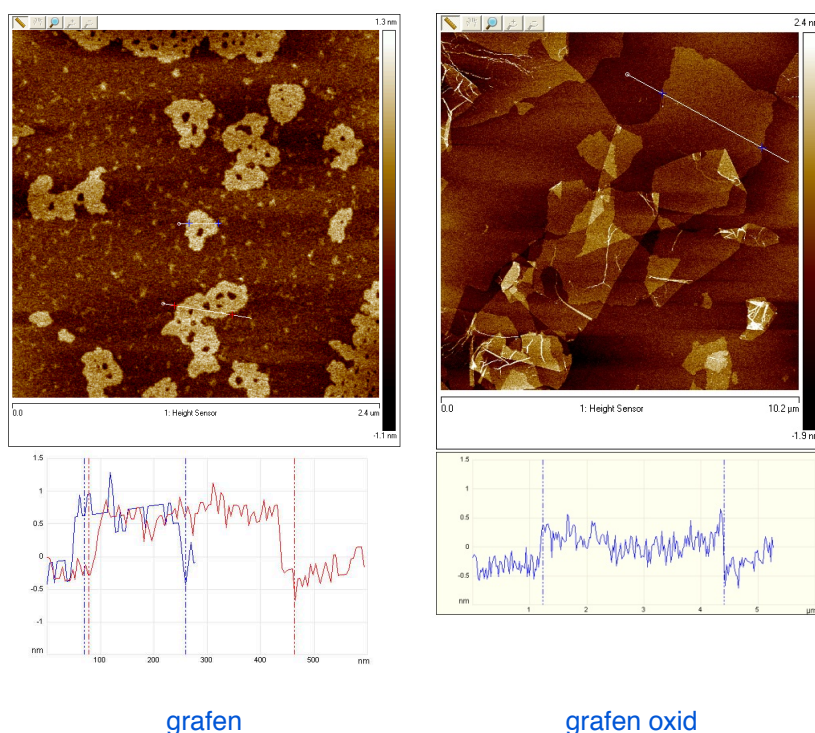 1.3 nm
2.4 nm
0.0
1: Height Sensor
2.4 um
-1.1 nm
0.0
1: Height Sensor
10.2 µm
-1.9 nm
1.5
1
0.5
0
-0.5
-1
nm
100
200
300
400
500
nm
1.5
1
0.5
0
-0.5
nm
1
2
3
4
5
µm
grafen
grafen oxid